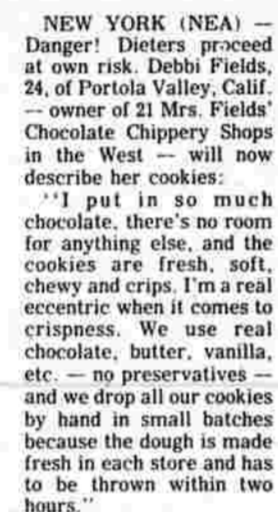 NEW YORK (NEA) —
Danger! Dieters proceed
at own risk. Debbi Fields,
24, of Portola Valley, Calif.
— owner of 21 Mrs. Fields'
Chocolate Chippery Shops
in the West — will now
describe her cookies:
"I put in so much
chocolate, there's no room
for anything else, and the
cookies are fresh, soft,
chewy and crips. I'm a real
eccentric when it comes to
crispness. We use real
chocolate, butter, vanilla,
etc. — no preservatives —
and we drop all our cookies
by hand in small batches
because the dough is made
fresh in each store and has
to be thrown within two
hours."